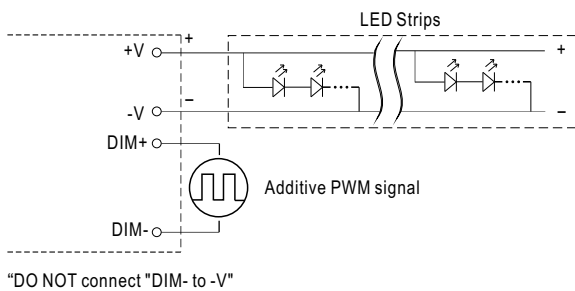 LED Strips
+V
+
+
-V
−
−
DIM+
Additive PWM signal
DIM-
“DO NOT connect "DIM- to -V"